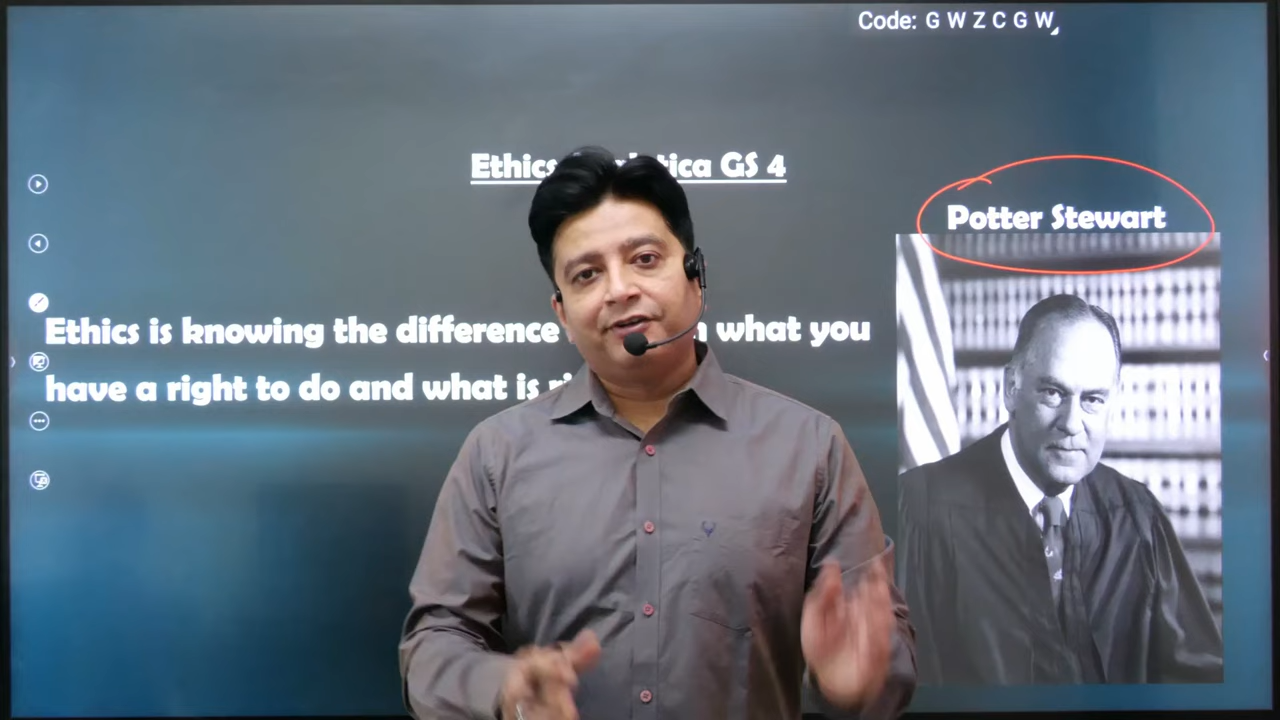 Code: G W Z C G W
Ethics GS 4
Potter Stewart
Ethics is knowing the difference what you
have a right to do and what is